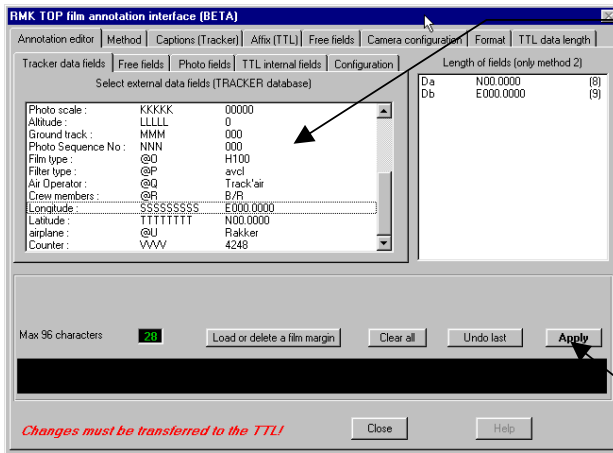 RMK TOP film annotation interface (BETA)
Annotation editor Method Captions (Tracker) Affix (TTL) Free fields Camera configuration Format TTL data length
Tracker data fields Free fields Photo fields TTL internal fields Configuration
Length of fields (only method 2)
Select external data fields (TRACKER database)
Da N00.0000 (8)
Db E000.0000 (9)
Photo scale : KKKKK 00000
Altitude : LLLLL 0
Ground track : MMM 000
Photo Sequence No : NNN 000
Film type : @O H100
Filter type : @P avcl
Air Operator : @Q Track'air
Crew members : @R B/R
Longitude : SSSSSSSSS E000.0000
Latitude : TTTTTTTT N00.0000
airplane : @U Rakker
Counter : VVVV 4248
Max 96 characters 28 Load or delete a film margin Clear all Undo last Apply
Changes must be transferred to the TTL!
Close Help